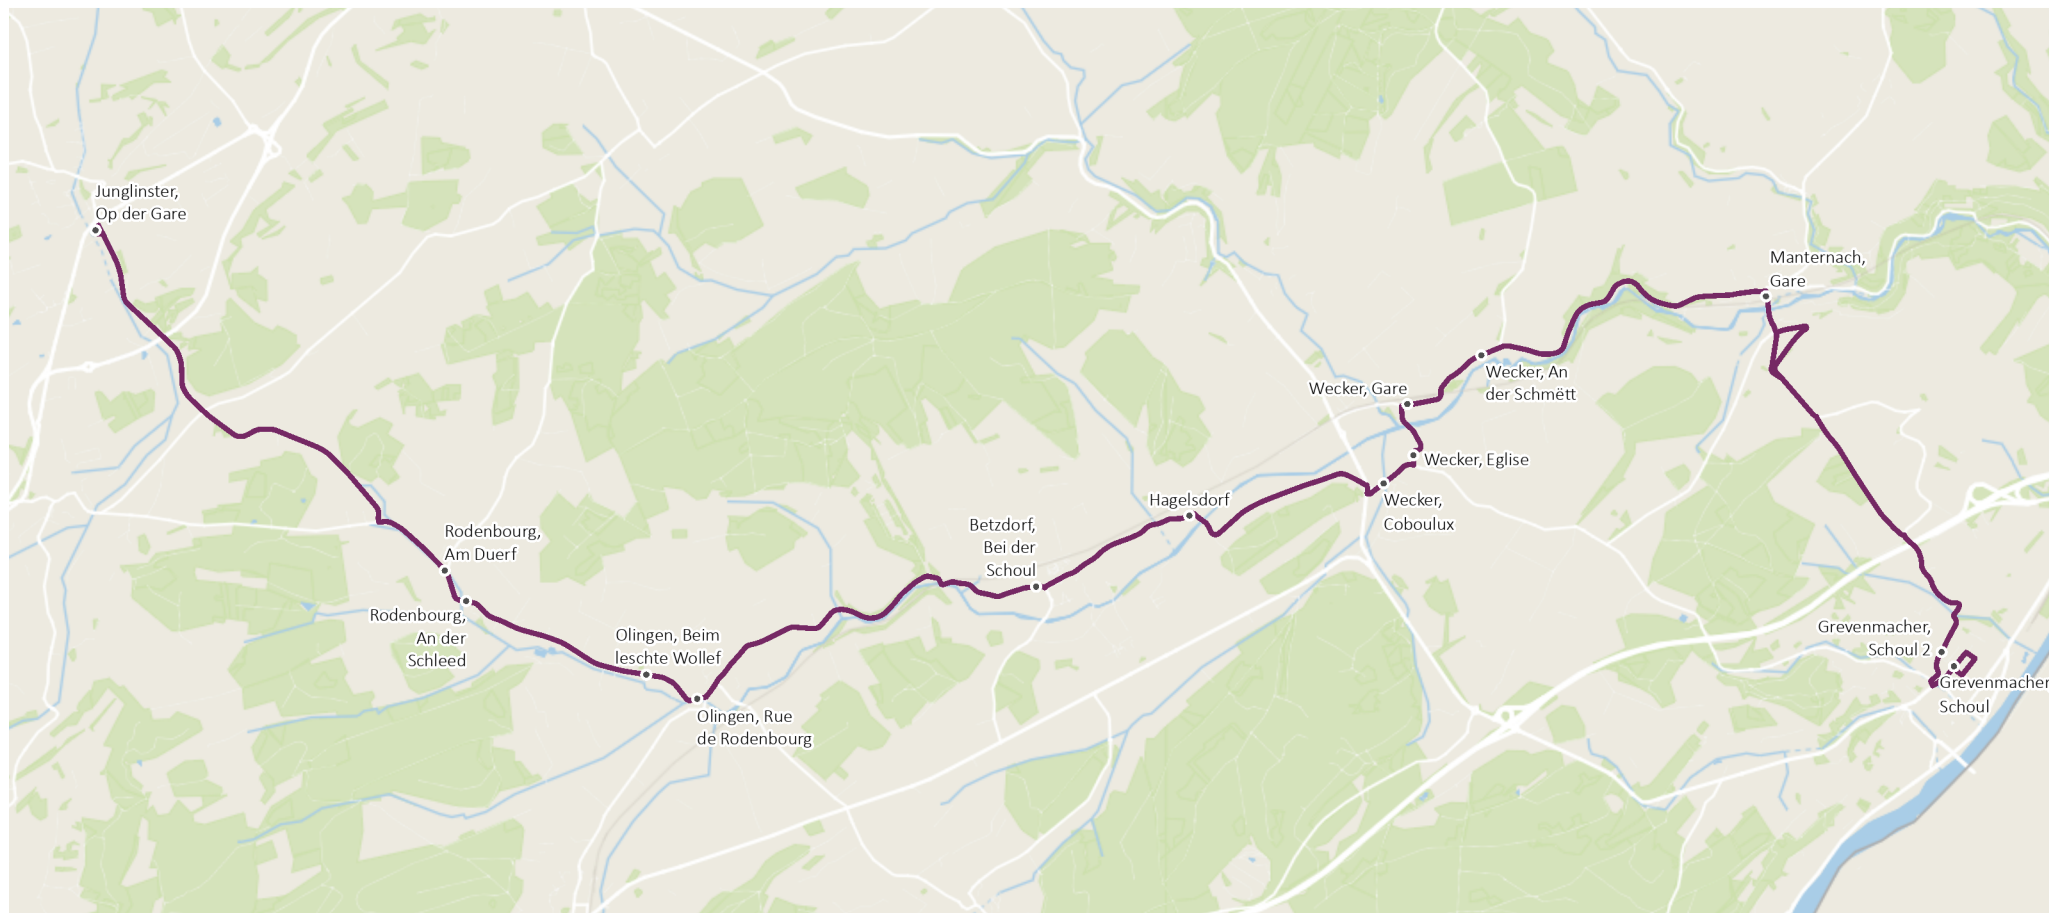 Junglinster,
Op der Gare
Rodenbourg,
Am Duerf
Rodenbourg,
An der
Schleed
Olingen, Beim
leschte Wollef
Olingen, Rue
de Rodenbourg
Betzdorf,
Bei der
Schoul
Hagelsdorf
Wecker,
Coboulux
Wecker, Eglise
Wecker, Gare
Wecker, An
der Schmëtt
Manternach,
Gare
Grevenmacher,
Schoul 2
Grevenmacher
Schoul